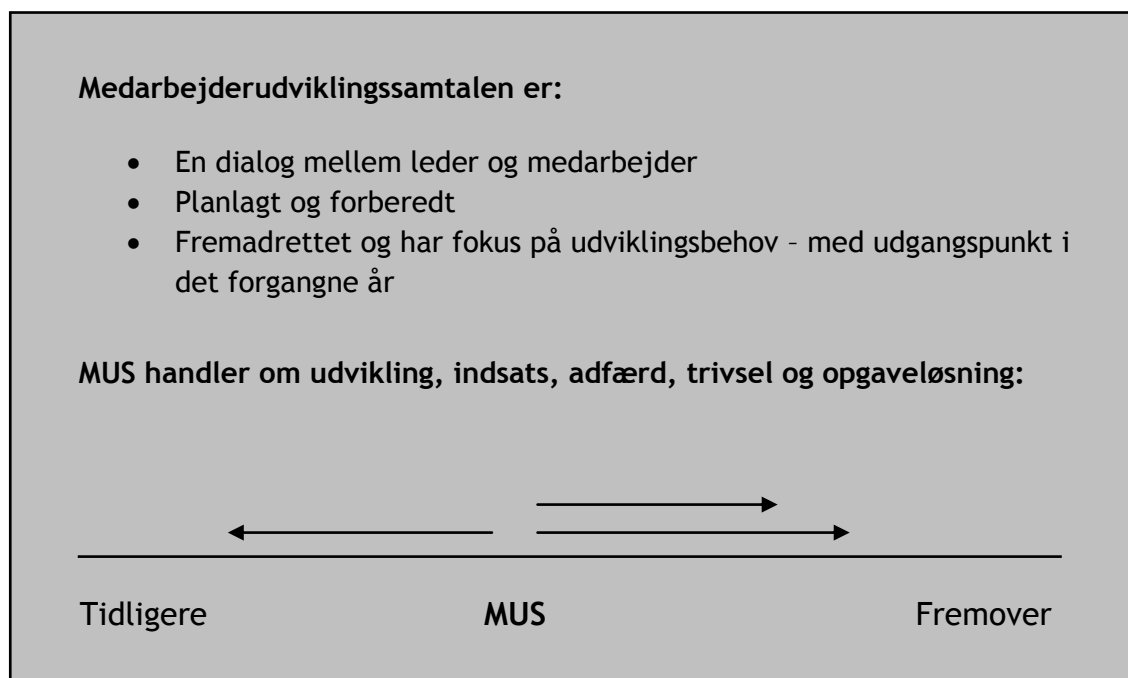 Medarbejderudviklingssamtalen er:
• En dialog mellem leder og medarbejder
• Planlagt og forberedt
• Fremadrettet og har fokus på udviklingsbehov – med udgangspunkt i
det forgangne år
MUS handler om udvikling, indsats, adfærd, trivsel og opgaveløsning:
Tidligere MUS Fremover